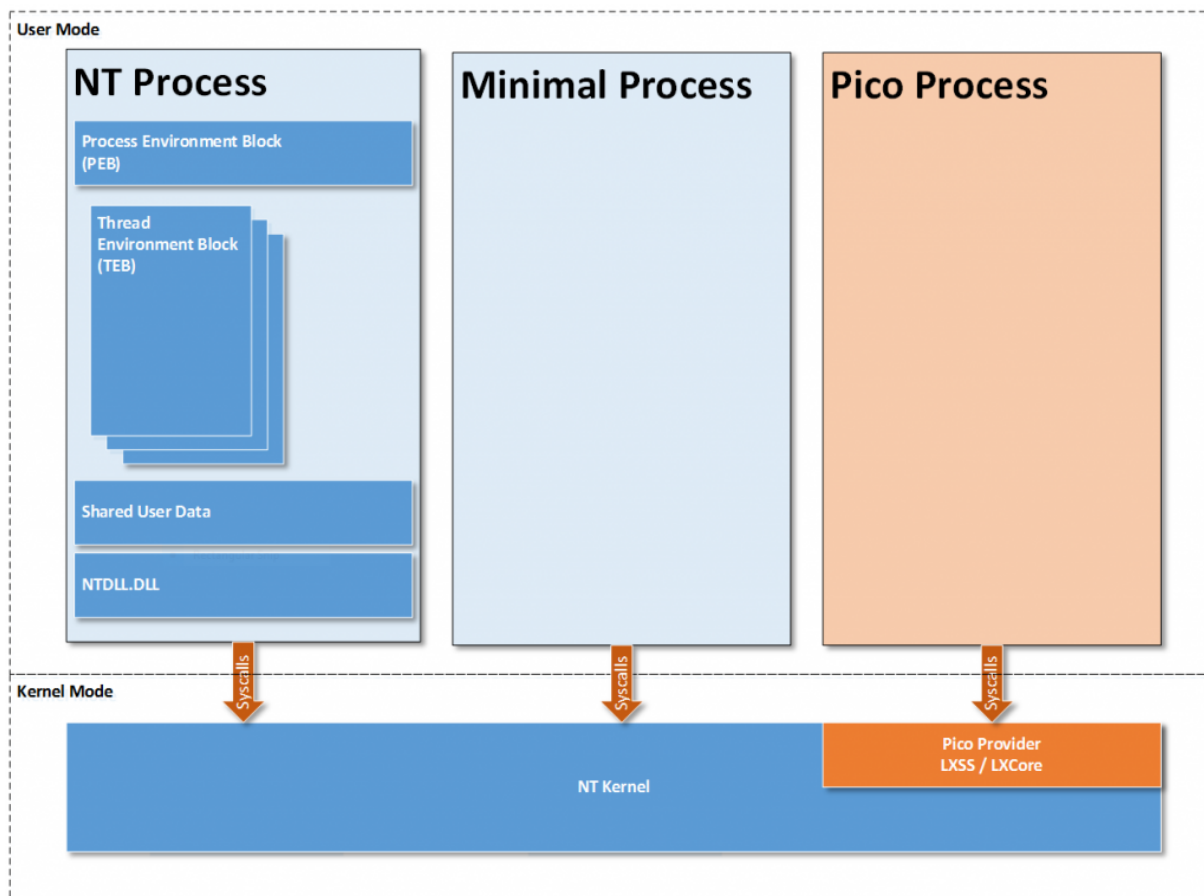 User Mode
NT Process
Process Environment Block
(PEB)
Thread
Environment Block
(TEB)
Shared User Data
NTDLL.DLL
Minimal Process
Pico Process
Syscalls
Syscalls
Syscalls
Kernel Mode
NT Kernel
Pico Provider
LXSS / LXCore